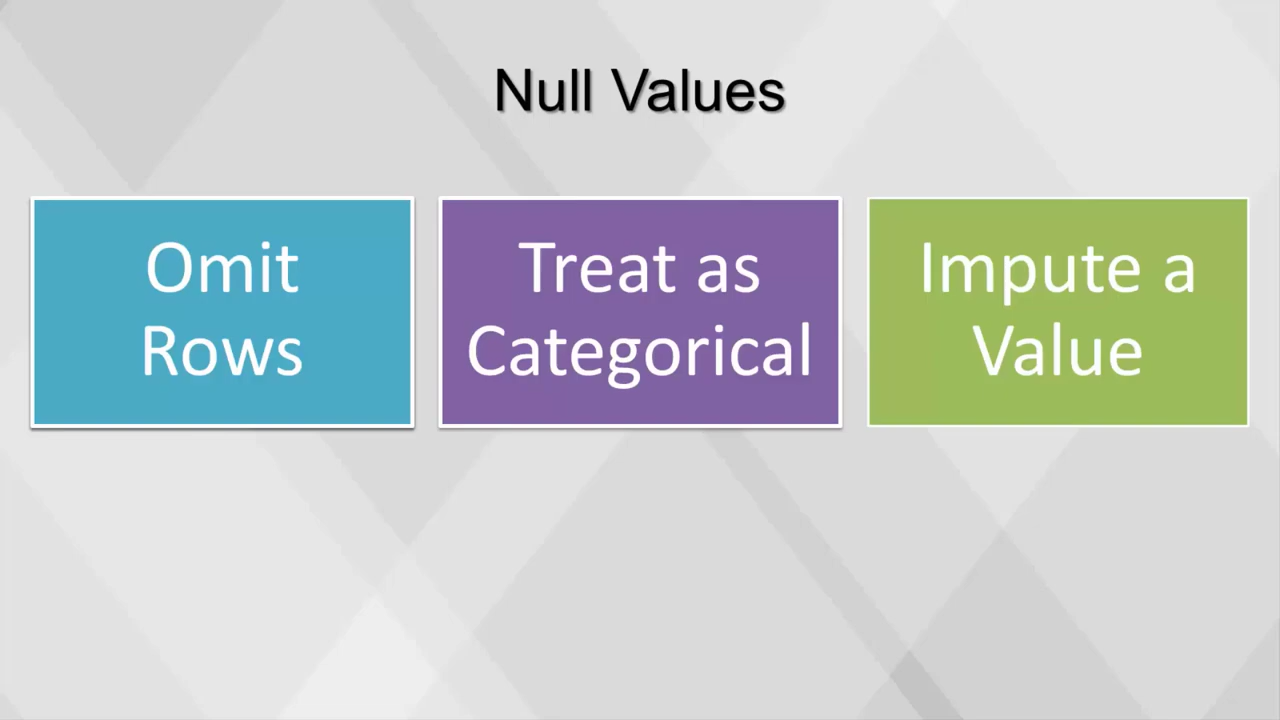 Null Values
Omit
Rows
Treat as
Categorical
Impute a
Value